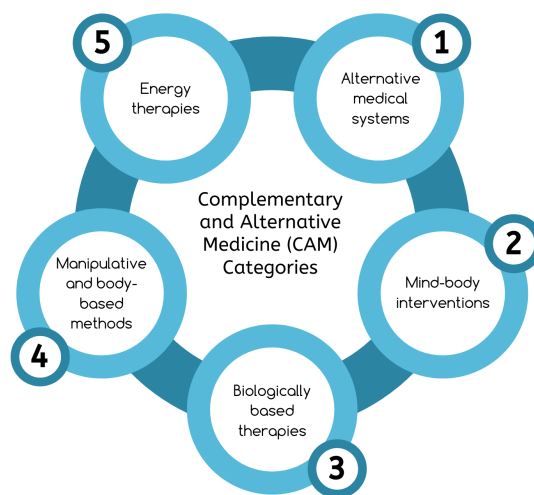 Complementary
and Alternative
Medicine (CAM)
Categories
1
Alternative
medical
systems
2
Mind-body
interventions
3
Biologically
based
therapies
4
Manipulative
and body-
based
methods
5
Energy
therapies